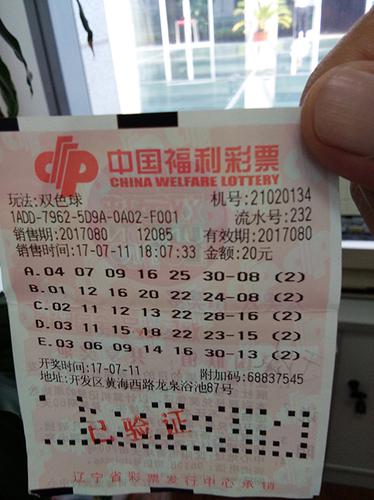 中国福利彩票
CHINA WELFARE LOTTERY
玩法:双色球 机号:21020134
1ADD-7962-5D9A-0A02-F001 流水号:232
销售期:2017080 12085 有效期:2017080
销售时间:17-07-11 18:07:33 金额:20元
A.04 07 09 16 25 30-08 (2)
B.01 12 16 20 22 24-08 (2)
C.02 11 12 13 22 28-16 (2)
D.03 11 15 18 22 23-15 (2)
E.03 06 09 14 16 30-13 (2)
开奖时间:17-07-11 附加码:68837545
地址:开发区黄海西路龙泉浴池87号
已验证
辽宁省彩票发行中心承销